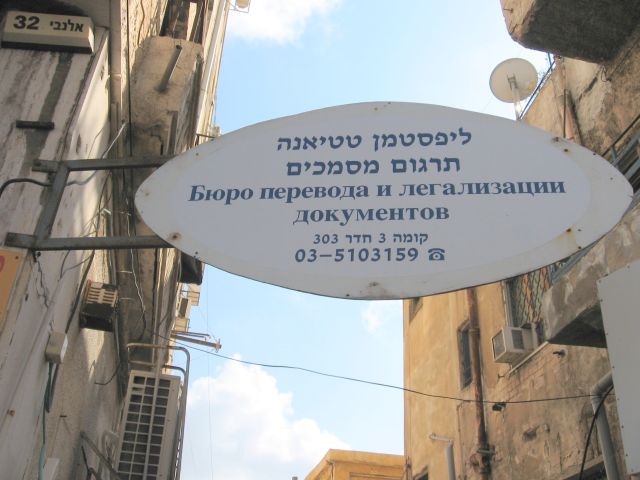 32 אלנבי
ליפסטמן טטיאנה
תרגום מסמכים
Бюро перевода и легализации
документов
קומה 3 חדר 303
03-5103159 ☎